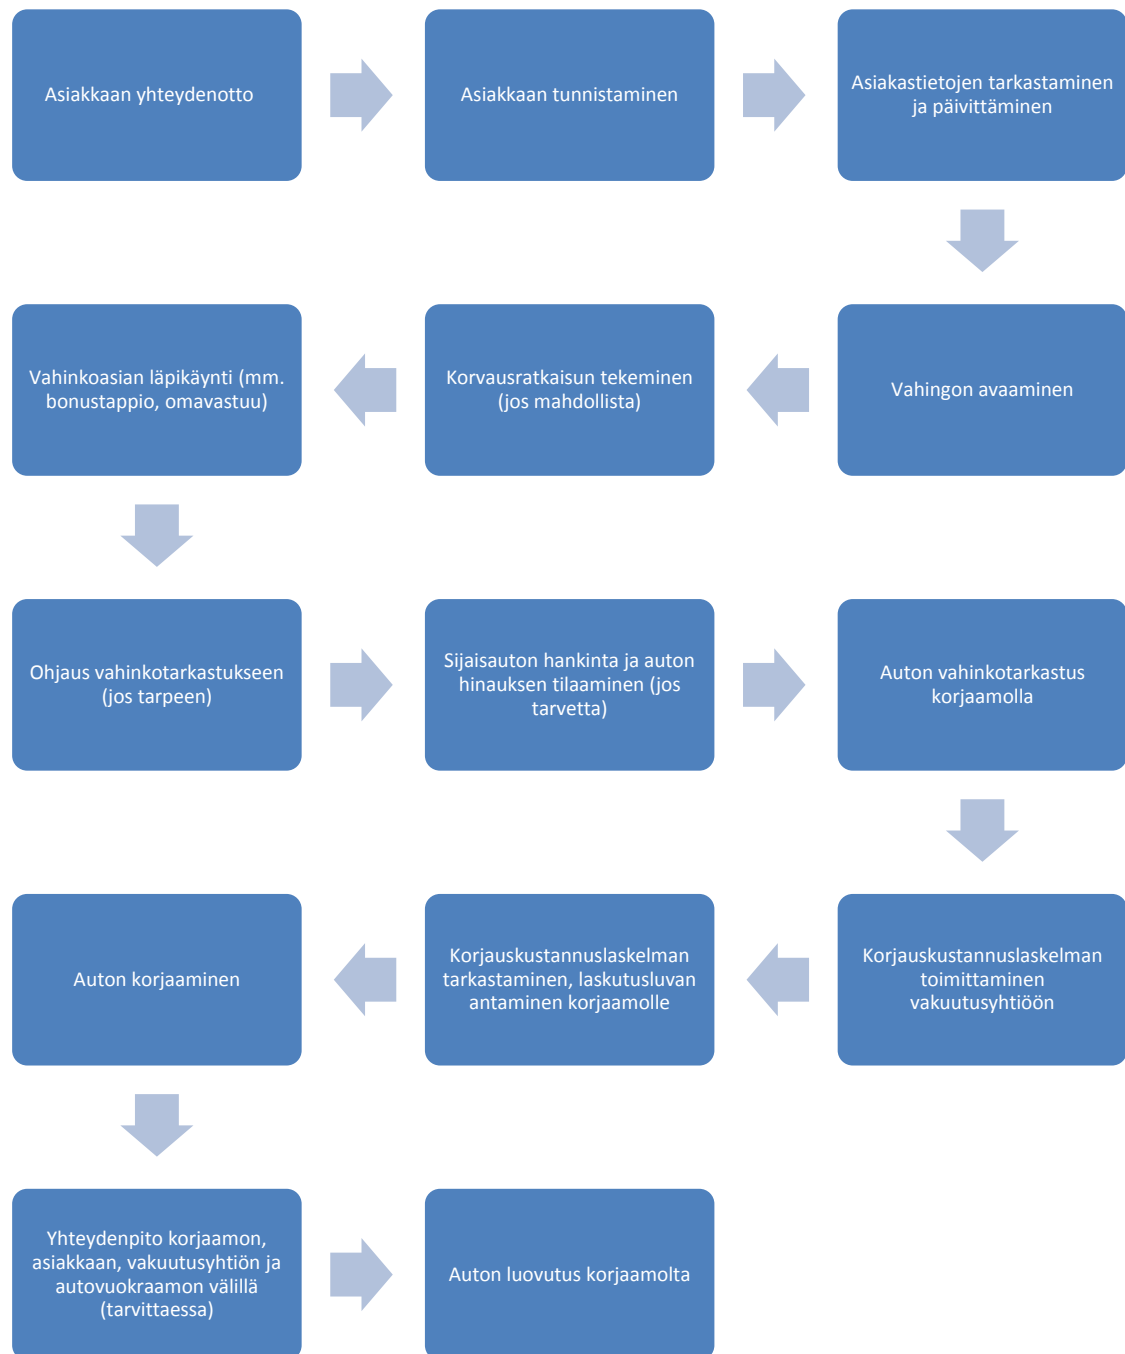 Asiakkaan yhteydenotto
Asiakkaan tunnistaminen
Asiakastietojen tarkastaminen
ja päivittäminen
Vahingon avaaminen
Korvausratkaisun tekeminen
(jos mahdollista)
Vahinkoasian läpikäynti (mm.
bonustappio, omavastuu)
Ohjaus vahinkotarkastukseen
(jos tarpeen)
Sijaisauton hankinta ja auton
hinauksen tilaaminen (jos
tarvetta)
Auton vahinkotarkastus
korjaamolla
Korjauskustannuslaskelman
toimittaminen
vakuutusyhtiöön
Korjauskustannuslaskelman
tarkastaminen, laskutusluvan
antaminen korjaamolle
Auton korjaaminen
Yhteydenpito korjaamon,
asiakkaan, vakuutusyhtiön ja
autovuokraamon välillä
(tarvittaessa)
Auton luovutus korjaamolta